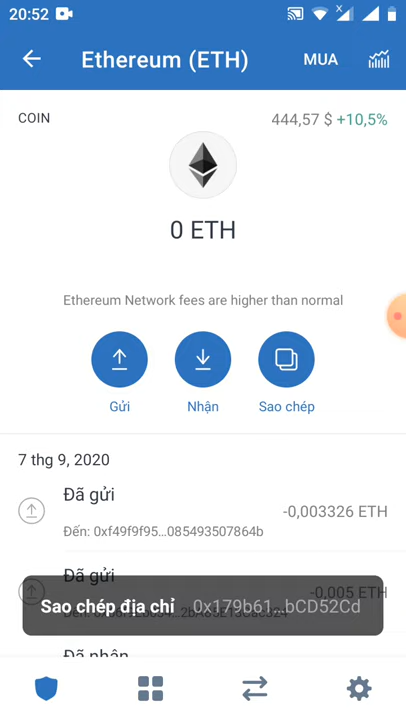 20:52
Ethereum (ETH)
MUA
COIN
444,57 $ +10,5%
0 ETH
Ethereum Network fees are higher than normal
Gửi
Nhận
Sao chép
7 thg 9, 2020
Đã gửi
-0,003326 ETH
Đến: 0xf49f9f95...085493507864b
Đã gửi
-0,005 ETH
Sao chép địa chỉ 0x179b61...bCD52Cd
Đã nhận